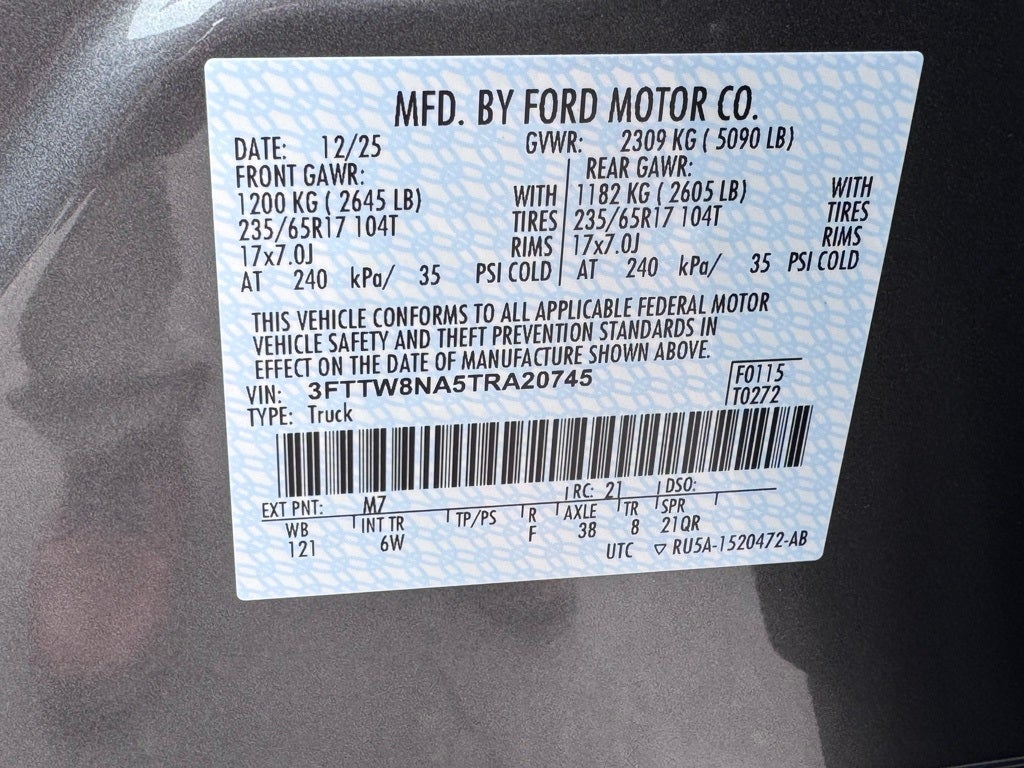 MFD. BY FORD MOTOR CO.
DATE: 12/25 GVWR: 2309 KG ( 5090 LB)
FRONT GAWR: REAR GAWR:
1200 KG ( 2645 LB) WITH 1182 KG ( 2605 LB) WITH
235/65R17 104T TIRES 235/65R17 104T TIRES
17x7.0J RIMS 17x7.0J RIMS
AT 240 kPa/ 35 PSI COLD AT 240 kPa/ 35 PSI COLD
THIS VEHICLE CONFORMS TO ALL APPLICABLE FEDERAL MOTOR
VEHICLE SAFETY AND THEFT PREVENTION STANDARDS IN
EFFECT ON THE DATE OF MANUFACTURE SHOWN ABOVE.
VIN: 3FTTW8NA5TRA20745 F0115
TYPE: Truck T0272
EXT PNT: M7 RC: 21 DSO:
WB INT TR TP/PS R AXLE TR SPR
121 6W F 38 8 21QR
UTC ▽ RU5A-1520472-AB